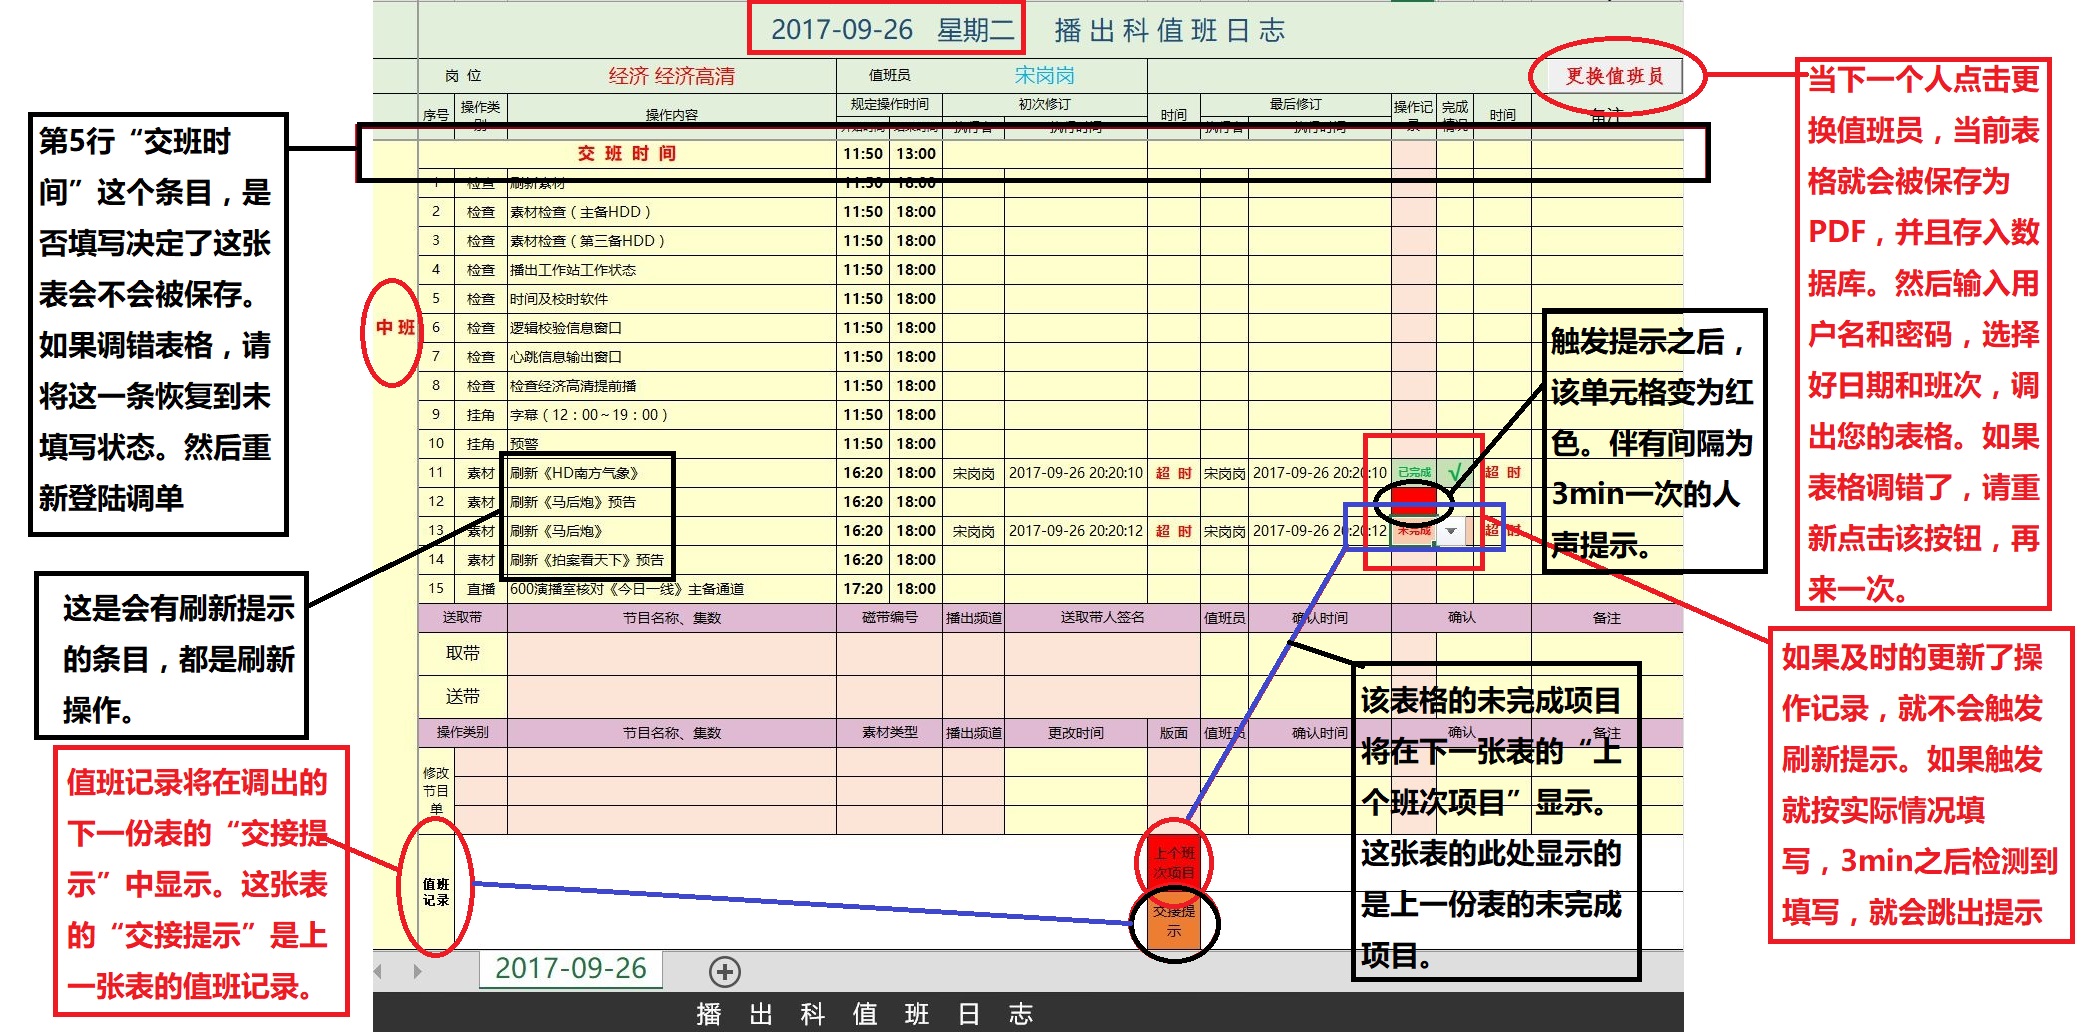 2017-09-26 星期二 播出科值班日志
岗 位 经济 经济高清 值班员 宋岗岗 更换值班员
序号 操作类别 操作内容 规定操作时间 初次修订 时间 最后修订 操作记录 完成情况 时间 备注
开始时间 结束时间 执行者 执行时间 执行者 执行时间
交 班 时 间 11:50 13:00
中 班
1 检查 刷新素材 11:50 18:00
2 检查 素材检查（主备HDD） 11:50 18:00
3 检查 素材检查（第三备HDD） 11:50 18:00
4 检查 播出工作站工作状态 11:50 18:00
5 检查 时间及校时软件 11:50 18:00
6 检查 逻辑校验信息窗口 11:50 18:00
7 检查 心跳信息输出窗口 11:50 18:00
8 检查 检查经济高清提前播 11:50 18:00
9 挂角 字幕（12：00～19：00） 11:50 18:00
10 挂角 预警 11:50 18:00
11 素材 刷新《HD南方气象》 16:20 18:00 宋岗岗 2017-09-26 20:20:10 超 时 宋岗岗 2017-09-26 20:20:10 已完成 √ 超 时
12 素材 刷新《马后炮》预告 16:20 18:00
13 素材 刷新《马后炮》 16:20 18:00 宋岗岗 2017-09-26 20:20:12 超 时 宋岗岗 2017-09-26 20:20:12 未完成 超 时
14 素材 刷新《拍案看天下》预告 16:20 18:00
15 直播 600演播室核对《今日一线》主备通道 17:20 18:00
送取带 节目名称、集数 磁带编号 播出频道 送取带人签名 值班员 确认时间 确认 备注
取带
送带
操作类别 节目名称、集数 素材类型 播出频道 更改时间 版面 值班员 确认时间 确认 备注
修改
节目
单
值班
记录
上个班
次项目
交接提
示
2017-09-26
播 出 科 值 班 日 志
第5行“交班时
间”这个条目，是
否填写决定了这张
表会不会被保存。
如果调错表格，请
将这一条恢复到未
填写状态。然后重
新登陆调单
这是会有刷新提示
的条目，都是刷新
操作。
值班记录将在调出的
下一份表的“交接提
示”中显示。这张表
的“交接提示”是上
一张表的值班记录。
触发提示之后，
该单元格变为红
色。伴有间隔为
3min一次的人
声提示。
该表格的未完成项目
将在下一张表的“上
个班次项目”显示。
这张表的此处显示的
是上一份表的未完成
项目。
当下一个人点击更
换值班员，当前表
格就会被保存为
PDF，并且存入数
据库。然后输入用
户名和密码，选择
好日期和班次，调
出您的表格。如果
表格调错了，请重
新点击该按钮，再
来一次。
如果及时的更新了操
作记录，就不会触发
刷新提示。如果触发
就按实际情况填
写，3min之后检测到
填写，就会跳出提示